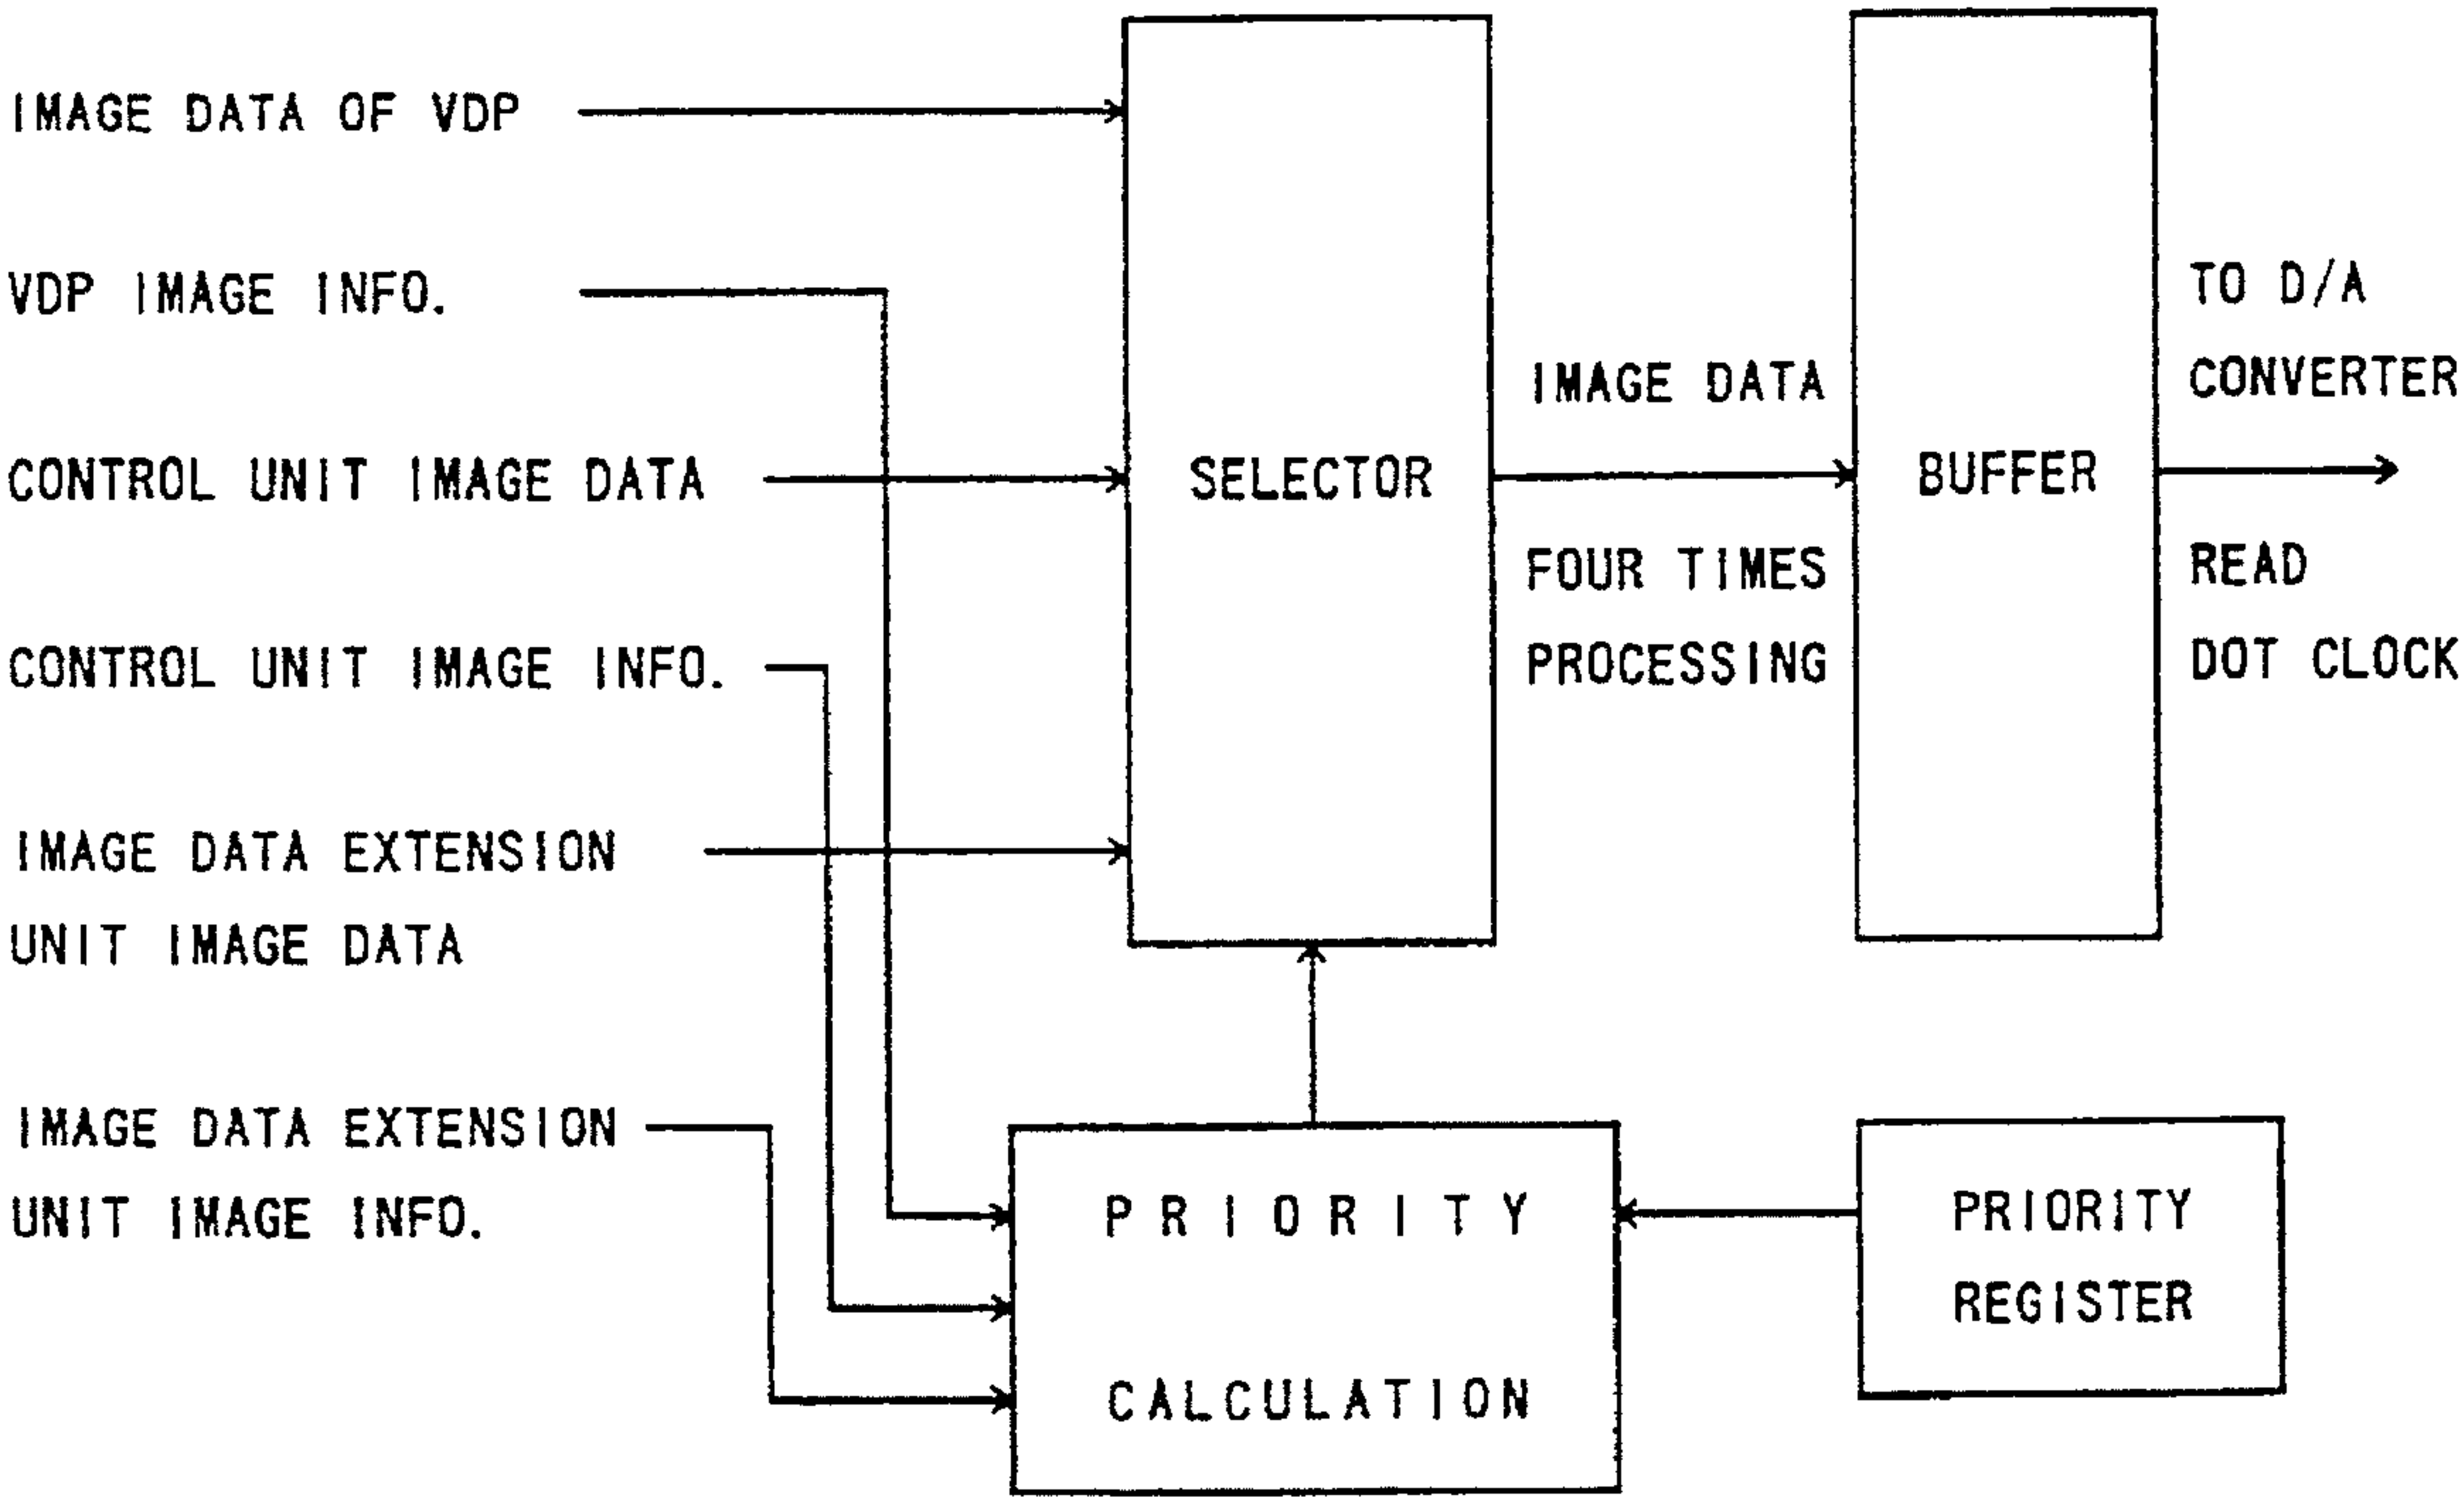 IMAGE DATA OF VDP
VDP IMAGE INFO.
CONTROL UNIT IMAGE DATA
CONTROL UNIT IMAGE INFO.
IMAGE DATA EXTENSION
UNIT IMAGE DATA
IMAGE DATA EXTENSION
UNIT IMAGE INFO.
SELECTOR
IMAGE DATA
FOUR TIMES
PROCESSING
BUFFER
TO D/A
CONVERTER
READ
DOT CLOCK
PRIORITY
CALCULATION
PRIORITY
REGISTER